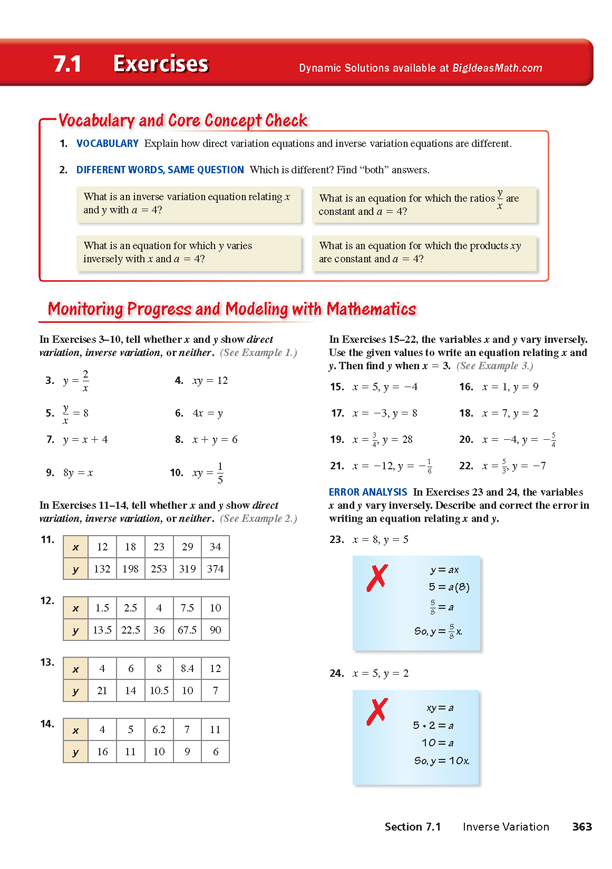 7.1 Exercises
Dynamic Solutions available at BigIdeasMath.com
Vocabulary and Core Concept Check
1. VOCABULARY Explain how direct variation equations and inverse variation equations are different.
2. DIFFERENT WORDS, SAME QUESTION Which is different? Find “both” answers.
What is an inverse variation equation relating x
and y with a = 4?
What is an equation for which the ratios y/x are
constant and a = 4?
What is an equation for which y varies
inversely with x and a = 4?
What is an equation for which the products xy
are constant and a = 4?
Monitoring Progress and Modeling with Mathematics
In Exercises 3–10, tell whether x and y show direct
variation, inverse variation, or neither. (See Example 1.)
3. y = 2/x
4. xy = 12
5. y/x = 8
6. 4x = y
7. y = x + 4
8. x + y = 6
9. 8y = x
10. xy = 1/5
In Exercises 11–14, tell whether x and y show direct
variation, inverse variation, or neither. (See Example 2.)
11.
x 12 18 23 29 34
y 132 198 253 319 374
12.
x 1.5 2.5 4 7.5 10
y 13.5 22.5 36 67.5 90
13.
x 4 6 8 8.4 12
y 21 14 10.5 10 7
14.
x 4 5 6.2 7 11
y 16 11 10 9 6
In Exercises 15–22, the variables x and y vary inversely.
Use the given values to write an equation relating x and
y. Then find y when x = 3. (See Example 3.)
15. x = 5, y = −4
16. x = 1, y = 9
17. x = −3, y = 8
18. x = 7, y = 2
19. x = 3/4, y = 28
20. x = −4, y = −5/4
21. x = −12, y = −1/6
22. x = 5/3, y = −7
ERROR ANALYSIS In Exercises 23 and 24, the variables
x and y vary inversely. Describe and correct the error in
writing an equation relating x and y.
23. x = 8, y = 5
✗
y = ax
5 = a(8)
5/8 = a
So, y = 5/8 x.
24. x = 5, y = 2
✗
xy = a
5 • 2 = a
10 = a
So, y = 10x.
Section 7.1 Inverse Variation 363